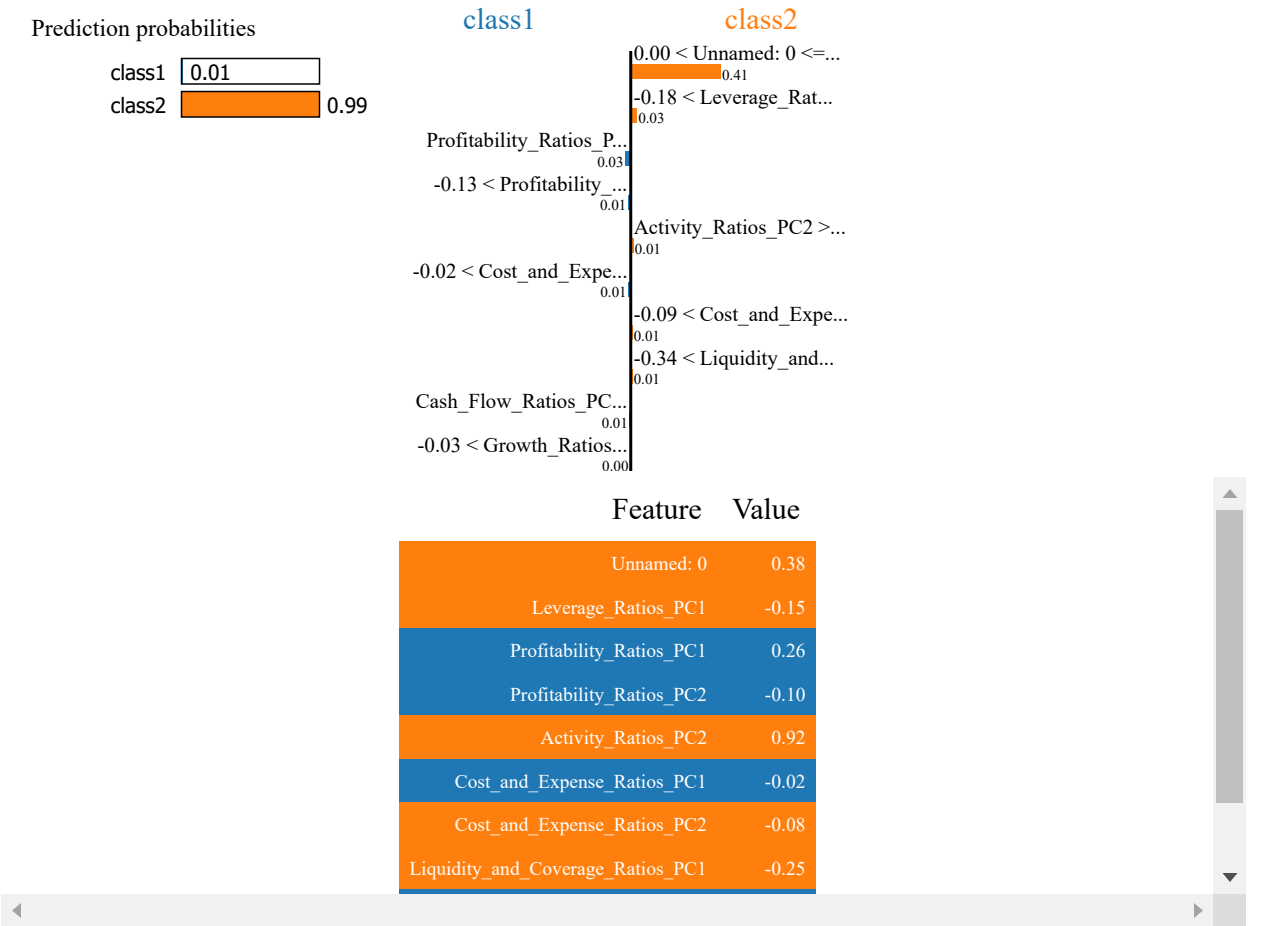 Prediction probabilities
class1 0.01
class2 0.99
class1 class2
0.00 < Unnamed: 0 <=...
0.41
-0.18 < Leverage_Rat...
0.03
Profitability_Ratios_P...
0.03
-0.13 < Profitability_...
0.01
Activity_Ratios_PC2 >...
0.01
-0.02 < Cost_and_Expe...
0.01
-0.09 < Cost_and_Expe...
0.01
-0.34 < Liquidity_and...
0.01
Cash_Flow_Ratios_PC...
0.01
-0.03 < Growth_Ratios...
0.00
Feature Value
Unnamed: 0 0.38
Leverage_Ratios_PC1 -0.15
Profitability_Ratios_PC1 0.26
Profitability_Ratios_PC2 -0.10
Activity_Ratios_PC2 0.92
Cost_and_Expense_Ratios_PC1 -0.02
Cost_and_Expense_Ratios_PC2 -0.08
Liquidity_and_Coverage_Ratios_PC1 -0.25